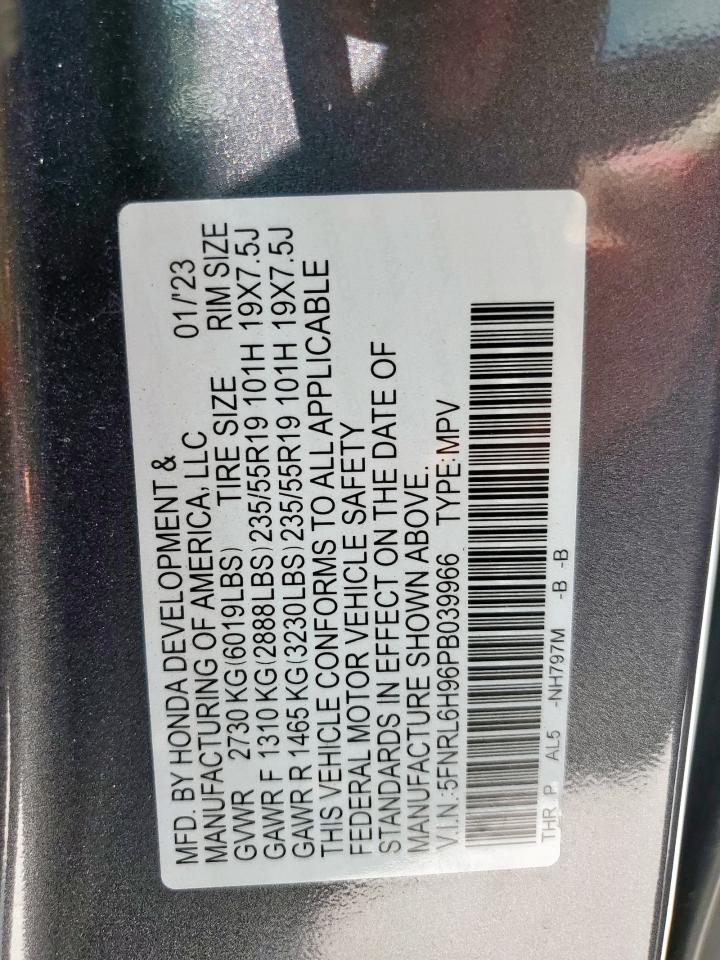 MFD. BY HONDA DEVELOPMENT & 01/'23
MANUFACTURING OF AMERICA, LLC
GVWR 2730 KG(6019LBS) TIRE SIZE RIM SIZE
GAWR F 1310 KG(2888LBS)235/55R19 101H 19X7.5J
GAWR R 1465 KG(3230LBS)235/55R19 101H 19X7.5J
THIS VEHICLE CONFORMS TO ALL APPLICABLE
FEDERAL MOTOR VEHICLE SAFETY
STANDARDS IN EFFECT ON THE DATE OF
MANUFACTURE SHOWN ABOVE.
V.I.N.:5FNRL6H96PB039966 TYPE:MPV
THR P AL5 -NH797M -B -B